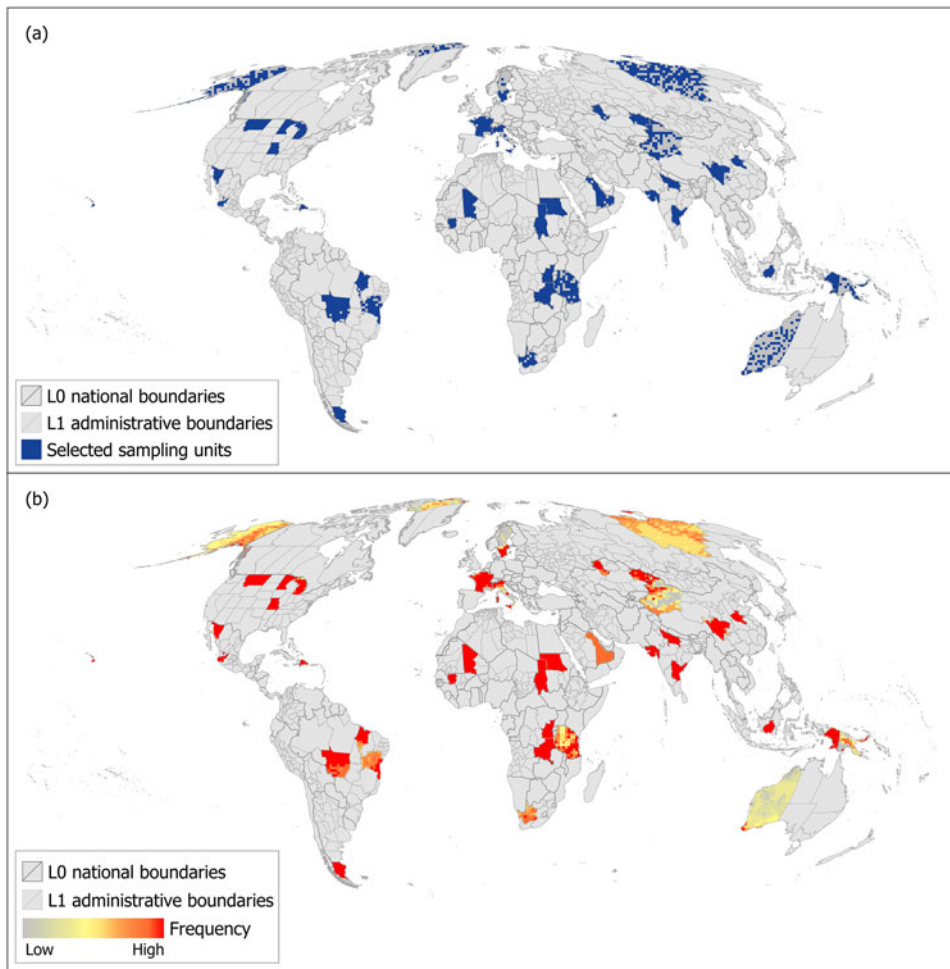 (a)
L0 national boundaries
L1 administrative boundaries
Selected sampling units
(b)
L0 national boundaries
L1 administrative boundaries
Frequency
Low High